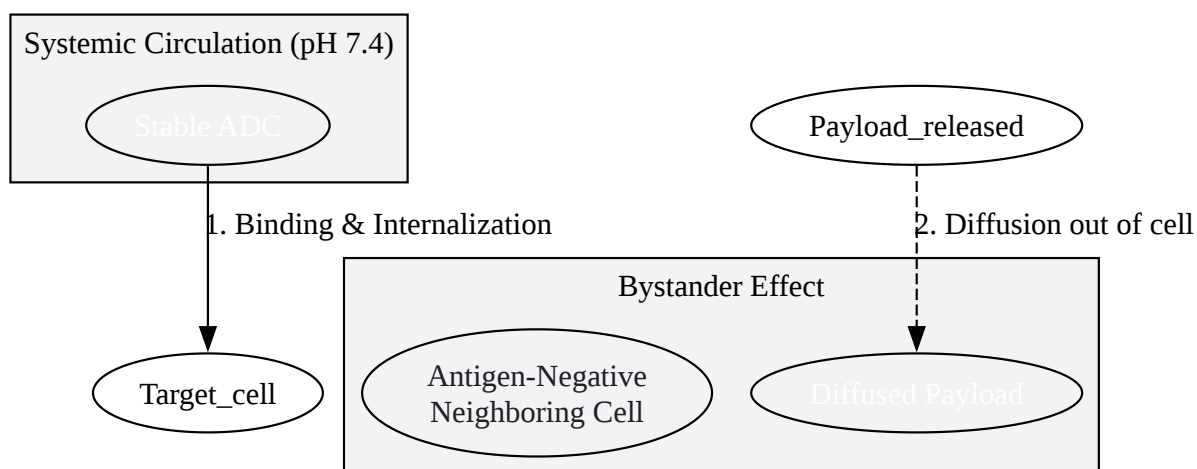 Systemic Circulation (pH 7.4)
Stable ADC
Payload_released
1. Binding & Internalization
2. Diffusion out of cell
Bystander Effect
Target_cell
Antigen-Negative
Neighboring Cell
Diffused Payload